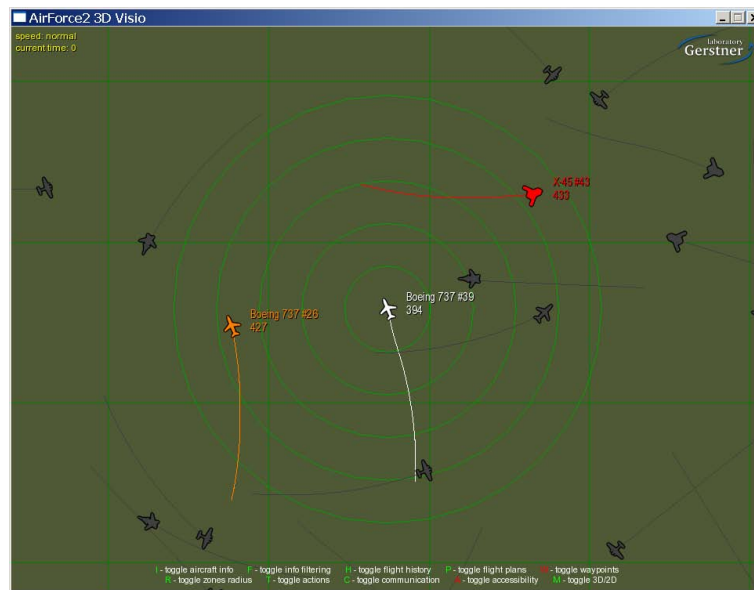 AirForce2 3D Visio
speed: normal
current time: 0
laboratory
Gerstner
X-45 #43
433
Boeing 737 #39
394
Boeing 737 #26
427
I - toggle aircraft info F - toggle info filtering H - toggle flight history P - toggle flight plans W - toggle waypoints
R - toggle zones radius T - toggle actions C - toggle communication A - toggle accessibility M - toggle 3D/2D